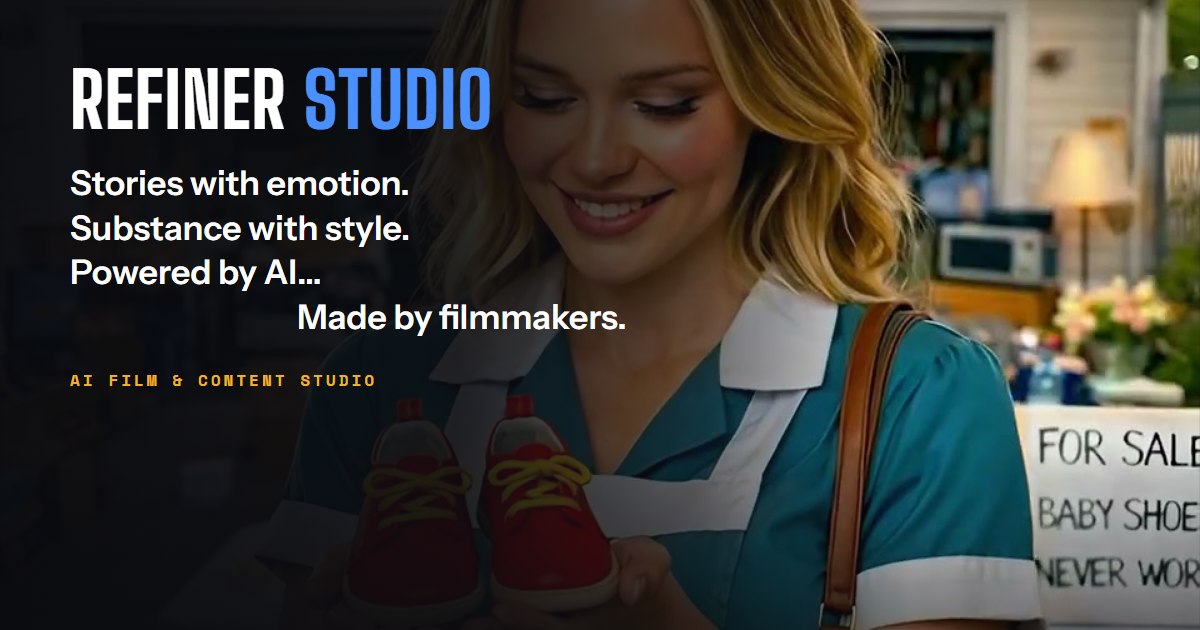 REFINER STUDIO
Stories with emotion.
Substance with style.
Powered by AI...
Made by filmmakers.
AI FILM & CONTENT STUDIO
FOR SALE
BABY SHOE
NEVER WOR